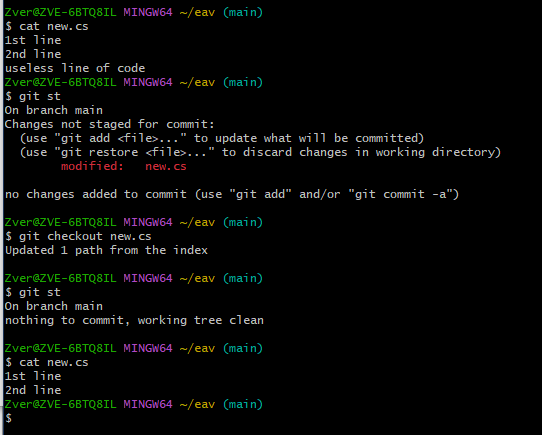 Zver@ZVE-6BTQ8IL MINGW64 ~/eav (main)
$ cat new.cs
1st line
2nd line
useless line of code
Zver@ZVE-6BTQ8IL MINGW64 ~/eav (main)
$ git st
On branch main
Changes not staged for commit:
  (use "git add <file>..." to update what will be committed)
  (use "git restore <file>..." to discard changes in working directory)
        modified:   new.cs

no changes added to commit (use "git add" and/or "git commit -a")

Zver@ZVE-6BTQ8IL MINGW64 ~/eav (main)
$ git checkout new.cs
Updated 1 path from the index

Zver@ZVE-6BTQ8IL MINGW64 ~/eav (main)
$ git st
On branch main
nothing to commit, working tree clean

Zver@ZVE-6BTQ8IL MINGW64 ~/eav (main)
$ cat new.cs
1st line
2nd line
Zver@ZVE-6BTQ8IL MINGW64 ~/eav (main)
$